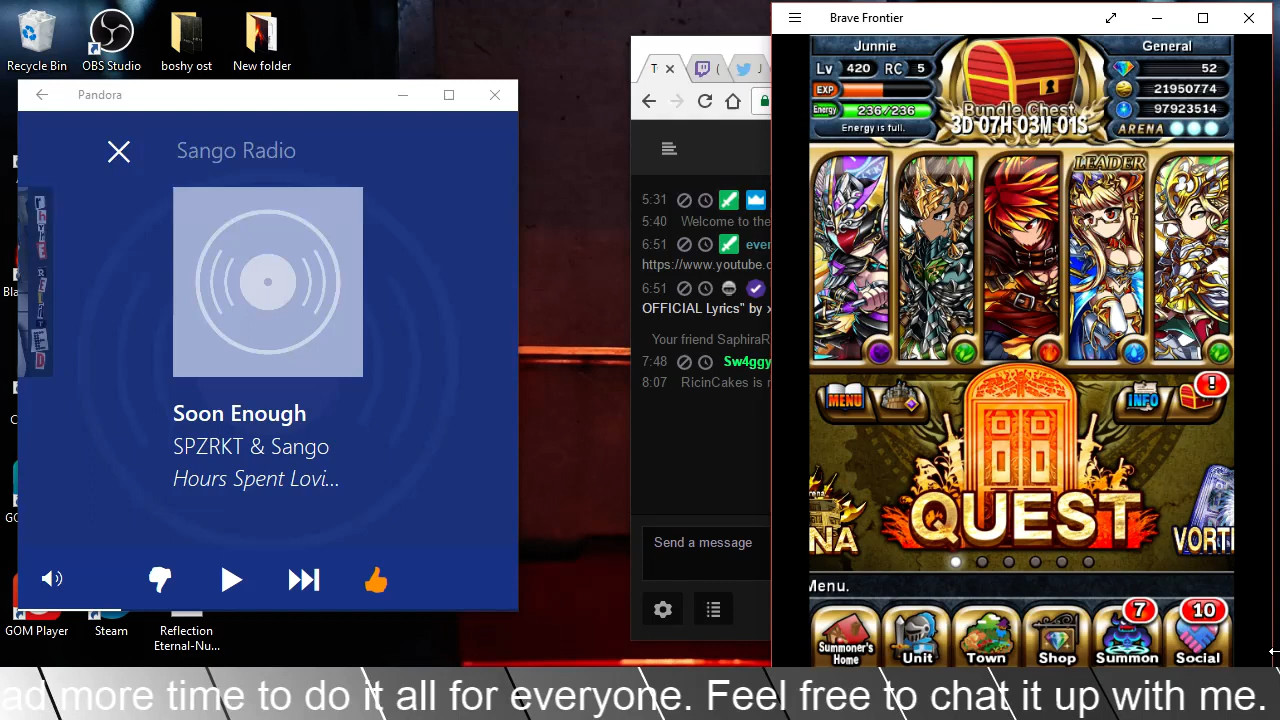 Recycle Bin
OBS Studio
boshy ost
New folder
Pandora
Sango Radio
Soon Enough
SPZRKT & Sango
Hours Spent Lovi...
GOM Player
Steam
Reflection
Eternal-Nu...
5:31
5:40 Welcome to the
6:51 ever
https://www.youtube.c
6:51
OFFICIAL Lyrics" by x
Your friend SaphiraR
7:48 Sw4ggy
8:07 RicinCakes is r
Send a message
Brave Frontier
Junnie
General
Lv 420 RC 5
EXP
Energy 236/236
Energy is full.
Bundle Chest
3D 07H 03M 01S
52
21950774
97923514
ARENA
LEADER
MENU
INFO
!
QUEST
NA
VORT
Menu.
Summoner's
Home
Unit
Town
Shop
7
Summon
10
Social
ad more time to do it all for everyone. Feel free to chat it up with me.